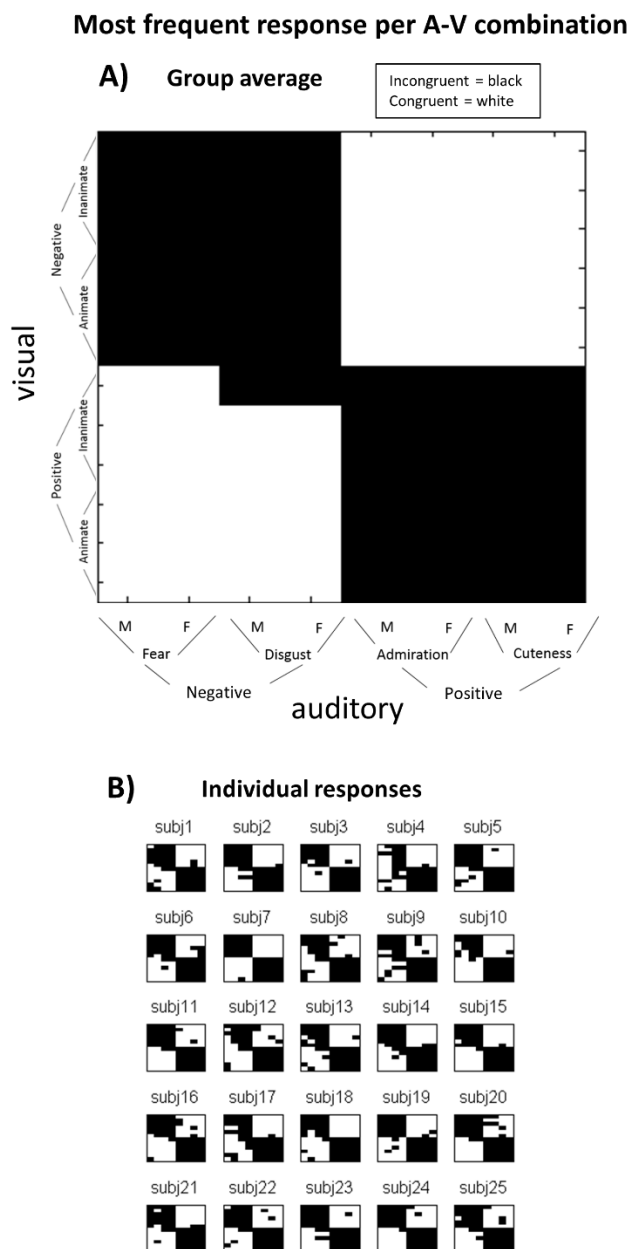 Most frequent response per A-V combination
A) Group average
Incongruent = black
Congruent = white
visual
Negative
Inanimate
Animate
Positive
Inanimate
Animate
M F M F M F M F
Fear Disgust Admiration Cuteness
Negative Positive
auditory
B) Individual responses
subj1 subj2 subj3 subj4 subj5
subj6 subj7 subj8 subj9 subj10
subj11 subj12 subj13 subj14 subj15
subj16 subj17 subj18 subj19 subj20
subj21 subj22 subj23 subj24 subj25